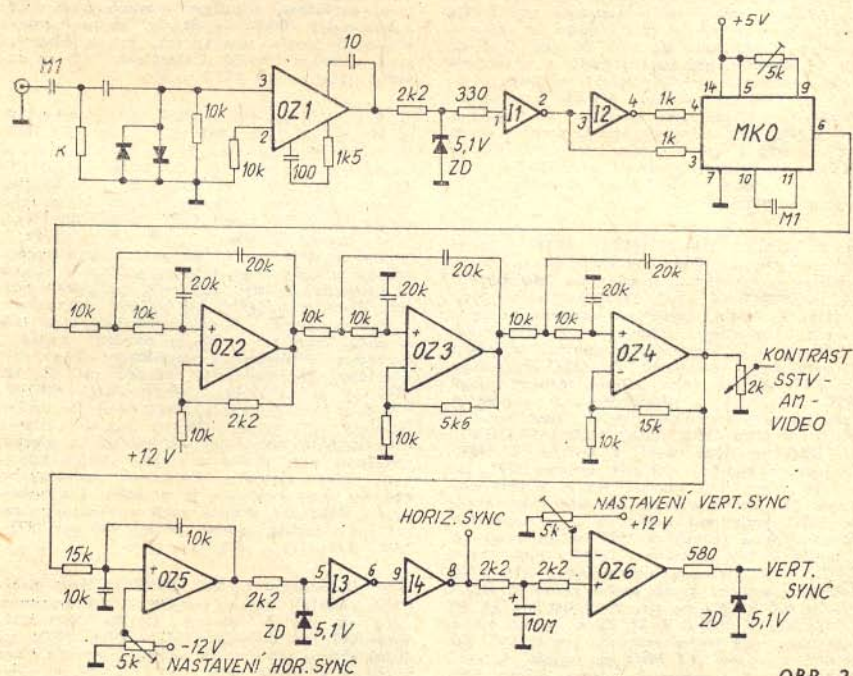 M1
10
3
OZ1
2
10k
10k
100
1k5
2k2
5,1V
ZD
330
1
I1
2
3
I2
4
1k
1k
+5V
5k
14
5
9
4
MKO
6
3
7
10
11
M1
10k
10k
20k
20k
+
OZ2
-
10k
2k2
+12V
10k
10k
20k
20k
+
OZ3
-
10k
5k6
10k
10k
20k
20k
+
OZ4
-
10k
15k
2k
KONTRAST
SSTV-
AM-
VIDEO
15k
10k
10k
+
OZ5
-
5k
-12V
NASTAVENÍ HOR. SYNC
2k2
ZD
5,1V
5
I3
6
9
I4
8
HORIZ. SYNC
2k2
2k2
+
10M
5k
NASTAVENÍ VERT. SYNC
+12V
-
OZ6
+
580
ZD
5,1V
VERT.
SYNC